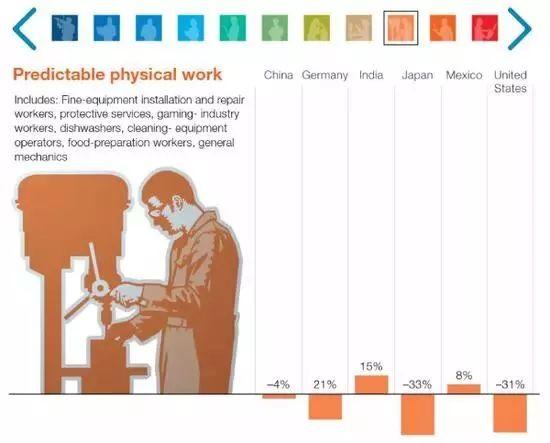 Predictable physical work
Includes: Fine-equipment installation and repair
workers, protective services, gaming- industry
workers, dishwashers, cleaning- equipment
operators, food-preparation workers, general
mechanics
China Germany India Japan Mexico United
States
–4% 21% 15% –33% 8% –31%